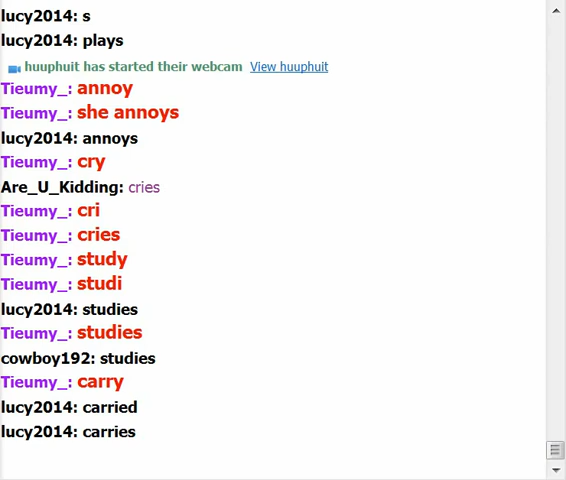 lucy2014: s
lucy2014: plays
huuphuit has started their webcam View huuphuit
Tieumy_: annoy
Tieumy_: she annoys
lucy2014: annoys
Tieumy_: cry
Are_U_Kidding: cries
Tieumy_: cri
Tieumy_: cries
Tieumy_: study
Tieumy_: studi
lucy2014: studies
Tieumy_: studies
cowboy192: studies
Tieumy_: carry
lucy2014: carried
lucy2014: carries